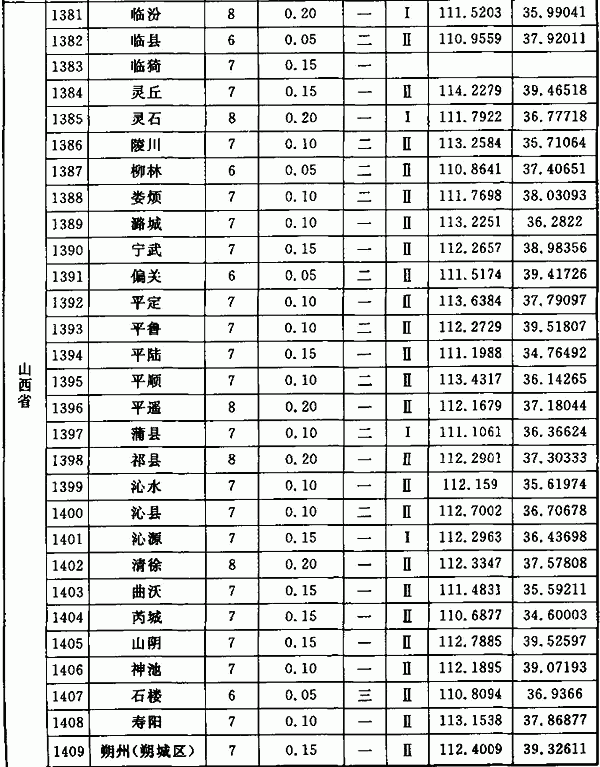 山西省
1381 临汾 8 0.20 一 Ⅰ 111.5203 35.99041
1382 临县 6 0.05 二 Ⅱ 110.9559 37.92011
1383 临猗 7 0.15 一
1384 灵丘 7 0.15 一 Ⅱ 114.2279 39.46518
1385 灵石 8 0.20 一 Ⅰ 111.7922 36.77718
1386 陵川 7 0.10 二 Ⅱ 113.2584 35.71064
1387 柳林 6 0.05 二 Ⅱ 110.8641 37.40651
1388 娄烦 7 0.10 二 Ⅱ 111.7698 38.03093
1389 潞城 7 0.10 一 Ⅱ 113.2251 36.2822
1390 宁武 7 0.15 一 Ⅱ 112.2657 38.98356
1391 偏关 6 0.05 二 Ⅱ 111.5174 39.41726
1392 平定 7 0.10 一 Ⅱ 113.6384 37.79097
1393 平鲁 7 0.10 二 Ⅱ 112.2729 39.51807
1394 平陆 7 0.15 一 Ⅱ 111.1988 34.76492
1395 平顺 7 0.10 二 Ⅱ 113.4317 36.14265
1396 平遥 8 0.20 一 Ⅱ 112.1679 37.18044
1397 蒲县 7 0.10 二 Ⅰ 111.1061 36.36624
1398 祁县 8 0.20 一 Ⅱ 112.2901 37.30333
1399 沁水 7 0.10 一 Ⅱ 112.159 35.61974
1400 沁县 7 0.10 二 Ⅱ 112.7002 36.70678
1401 沁源 7 0.15 一 Ⅰ 112.2963 36.43698
1402 清徐 8 0.20 一 Ⅱ 112.3347 37.57808
1403 曲沃 7 0.15 一 Ⅱ 111.4831 35.59211
1404 芮城 7 0.15 一 Ⅱ 110.6877 34.60003
1405 山阴 7 0.15 一 Ⅱ 112.7885 39.52597
1406 神池 7 0.10 一 Ⅱ 112.1895 39.07193
1407 石楼 6 0.05 三 Ⅱ 110.8094 36.9366
1408 寿阳 7 0.10 一 Ⅱ 113.1538 37.86877
1409 朔州(朔城区) 7 0.15 一 Ⅱ 112.4009 39.32611